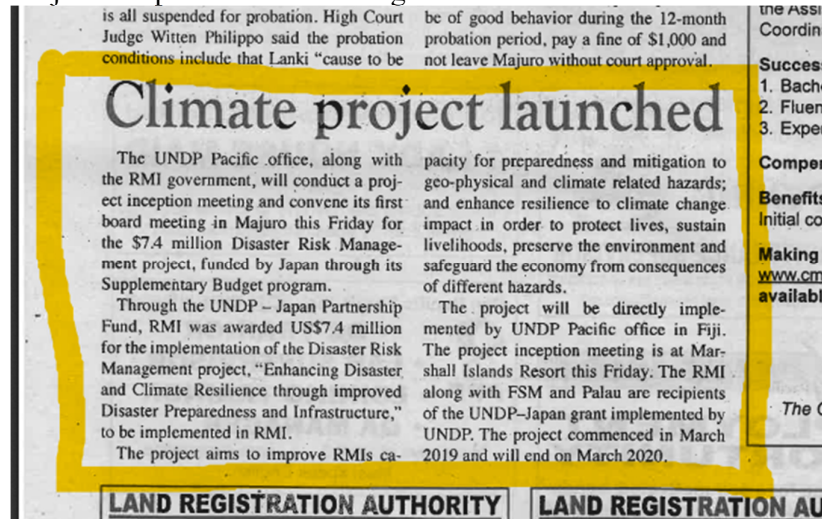 is all suspended for probation. High Court
Judge Witten Philippo said the probation
conditions include that Lanki “cause to be
be of good behavior during the 12-month
probation period, pay a fine of $1,000 and
not leave Majuro without court approval.
Climate project launched
The UNDP Pacific office, along with
the RMI government, will conduct a proj-
ect inception meeting and convene its first
board meeting in Majuro this Friday for
the $7.4 million Disaster Risk Manage-
ment project, funded by Japan through its
Supplementary Budget program.
Through the UNDP – Japan Partnership
Fund, RMI was awarded US$7.4 million
for the implementation of the Disaster Risk
Management project, “Enhancing Disaster
and Climate Resilience through improved
Disaster Preparedness and Infrastructure,”
to be implemented in RMI.
The project aims to improve RMIs ca-
pacity for preparedness and mitigation to
geo-physical and climate related hazards;
and enhance resilience to climate change
impact in order to protect lives, sustain
livelihoods, preserve the environment and
safeguard the economy from consequences
of different hazards.
The project will be directly imple-
mented by UNDP Pacific office in Fiji.
The project inception meeting is at Mar-
shall Islands Resort this Friday. The RMI
along with FSM and Palau are recipients
of the UNDP–Japan grant implemented by
UNDP. The project commenced in March
2019 and will end on March 2020.
LAND REGISTRATION AUTHORITY
LAND REGISTRATION AU
the Assi
Coordin
Success
1. Bach
2. Fluen
3. Expe
Compen
Benefits
Initial co
Making
www.cm
availabl
The C